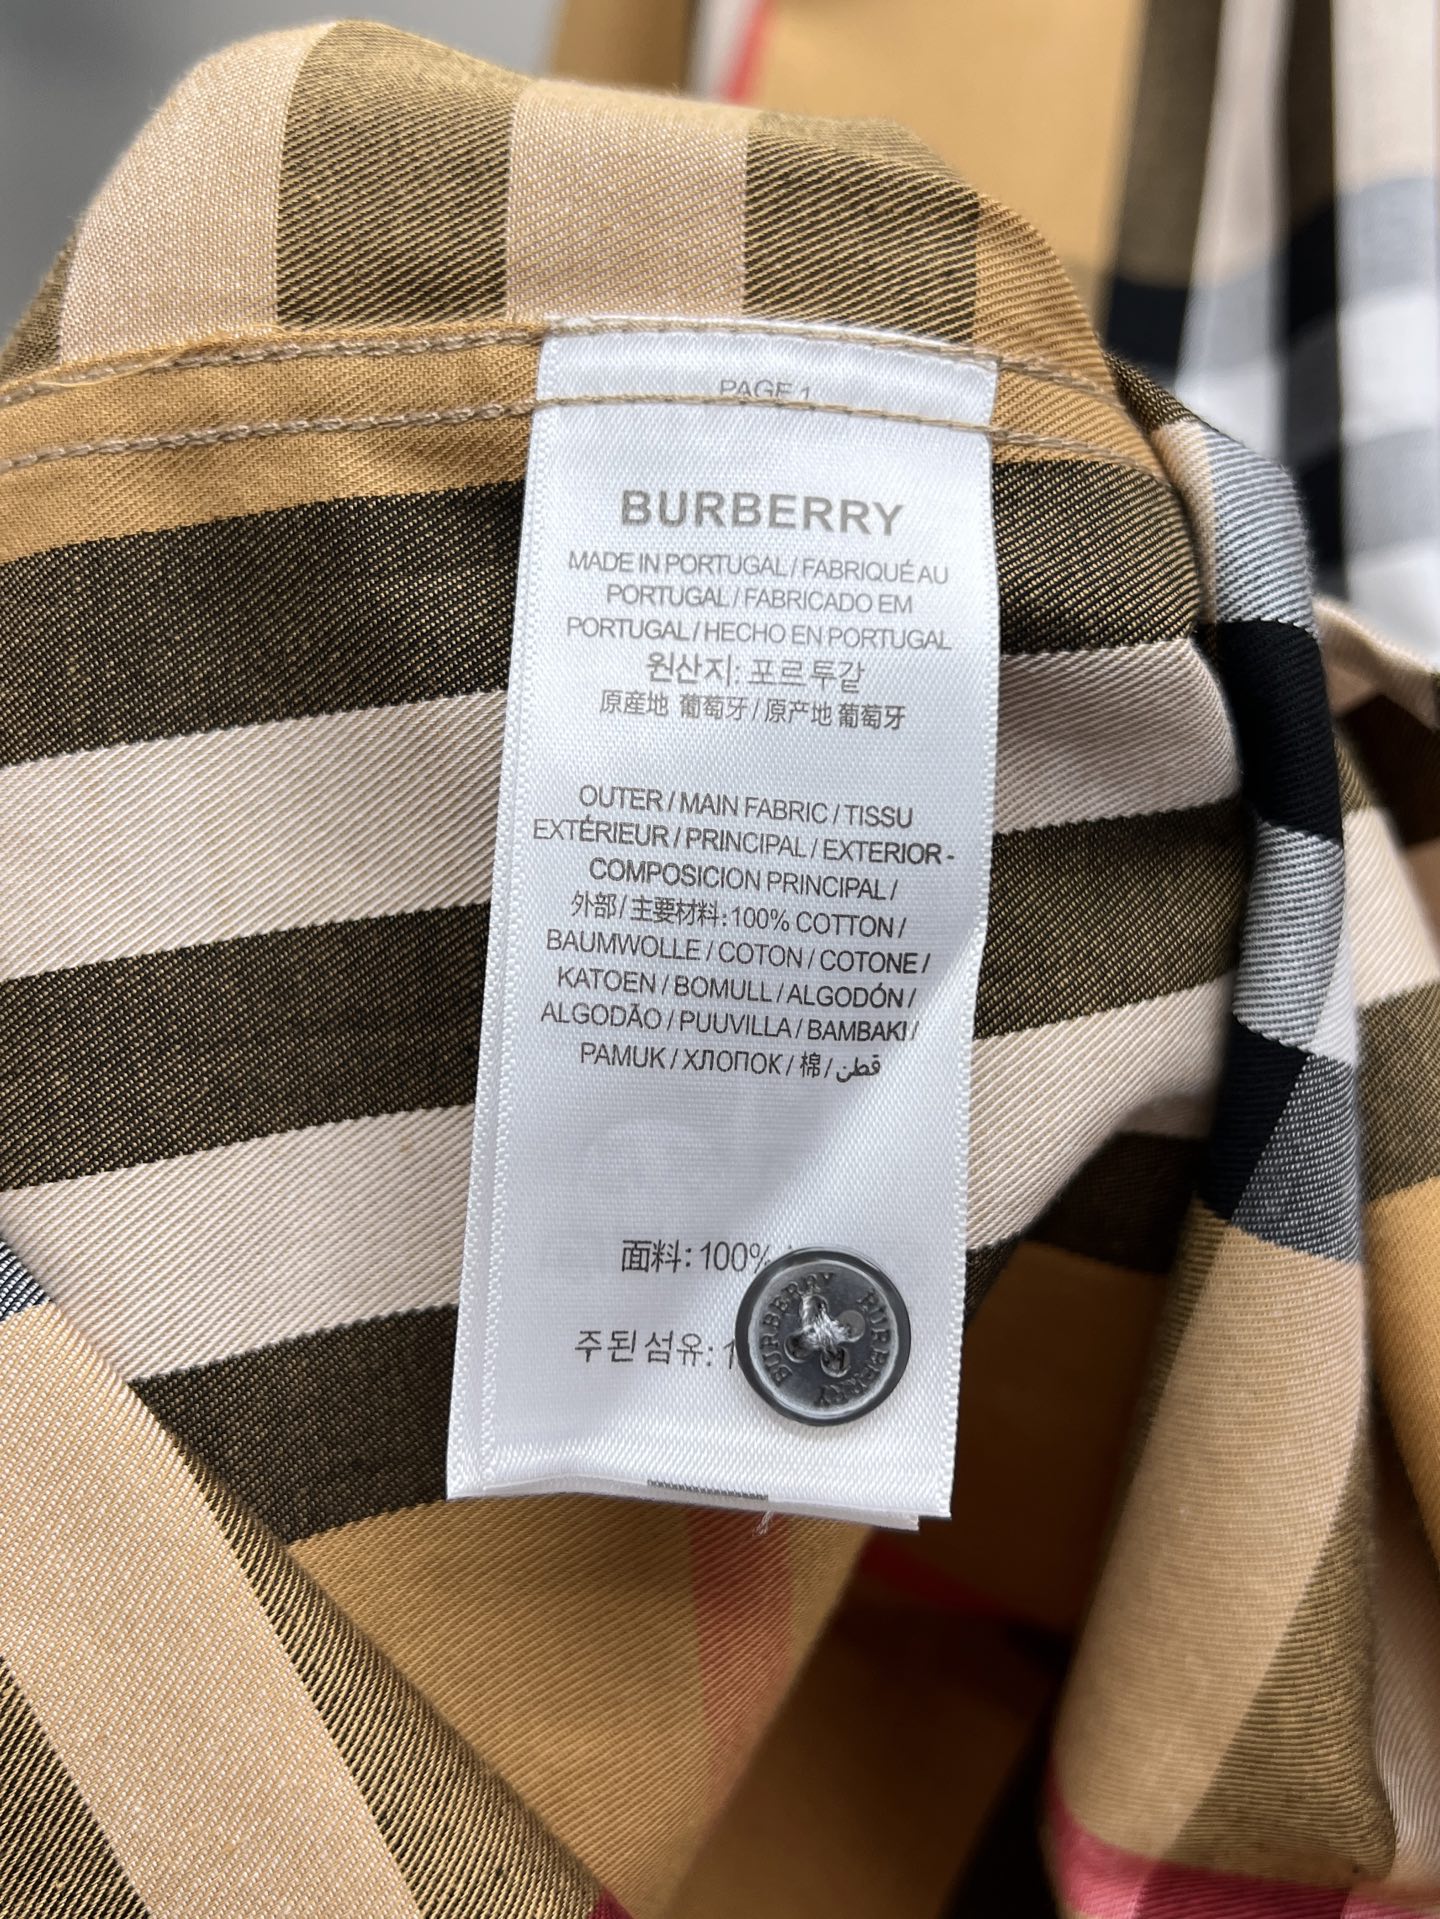 PAGE 1
BURBERRY
MADE IN PORTUGAL / FABRIQUÉ AU
PORTUGAL / FABRICADO EM
PORTUGAL / HECHO EN PORTUGAL
원산지: 포르투갈
原産地 葡萄牙 / 原产地 葡萄牙
OUTER / MAIN FABRIC / TISSU
EXTÉRIEUR / PRINCIPAL / EXTERIOR -
COMPOSICION PRINCIPAL /
外部 / 主要材料: 100% COTTON /
BAUMWOLLE / COTON / COTONE /
KATOEN / BOMULL / ALGODÓN /
ALGODÃO / PUUVILLA / BAMBAKI /
PAMUK / ХЛОПОК / 棉 / قطن
面料: 100%
주된 섬유: 1
BURBERRY BURBERRY